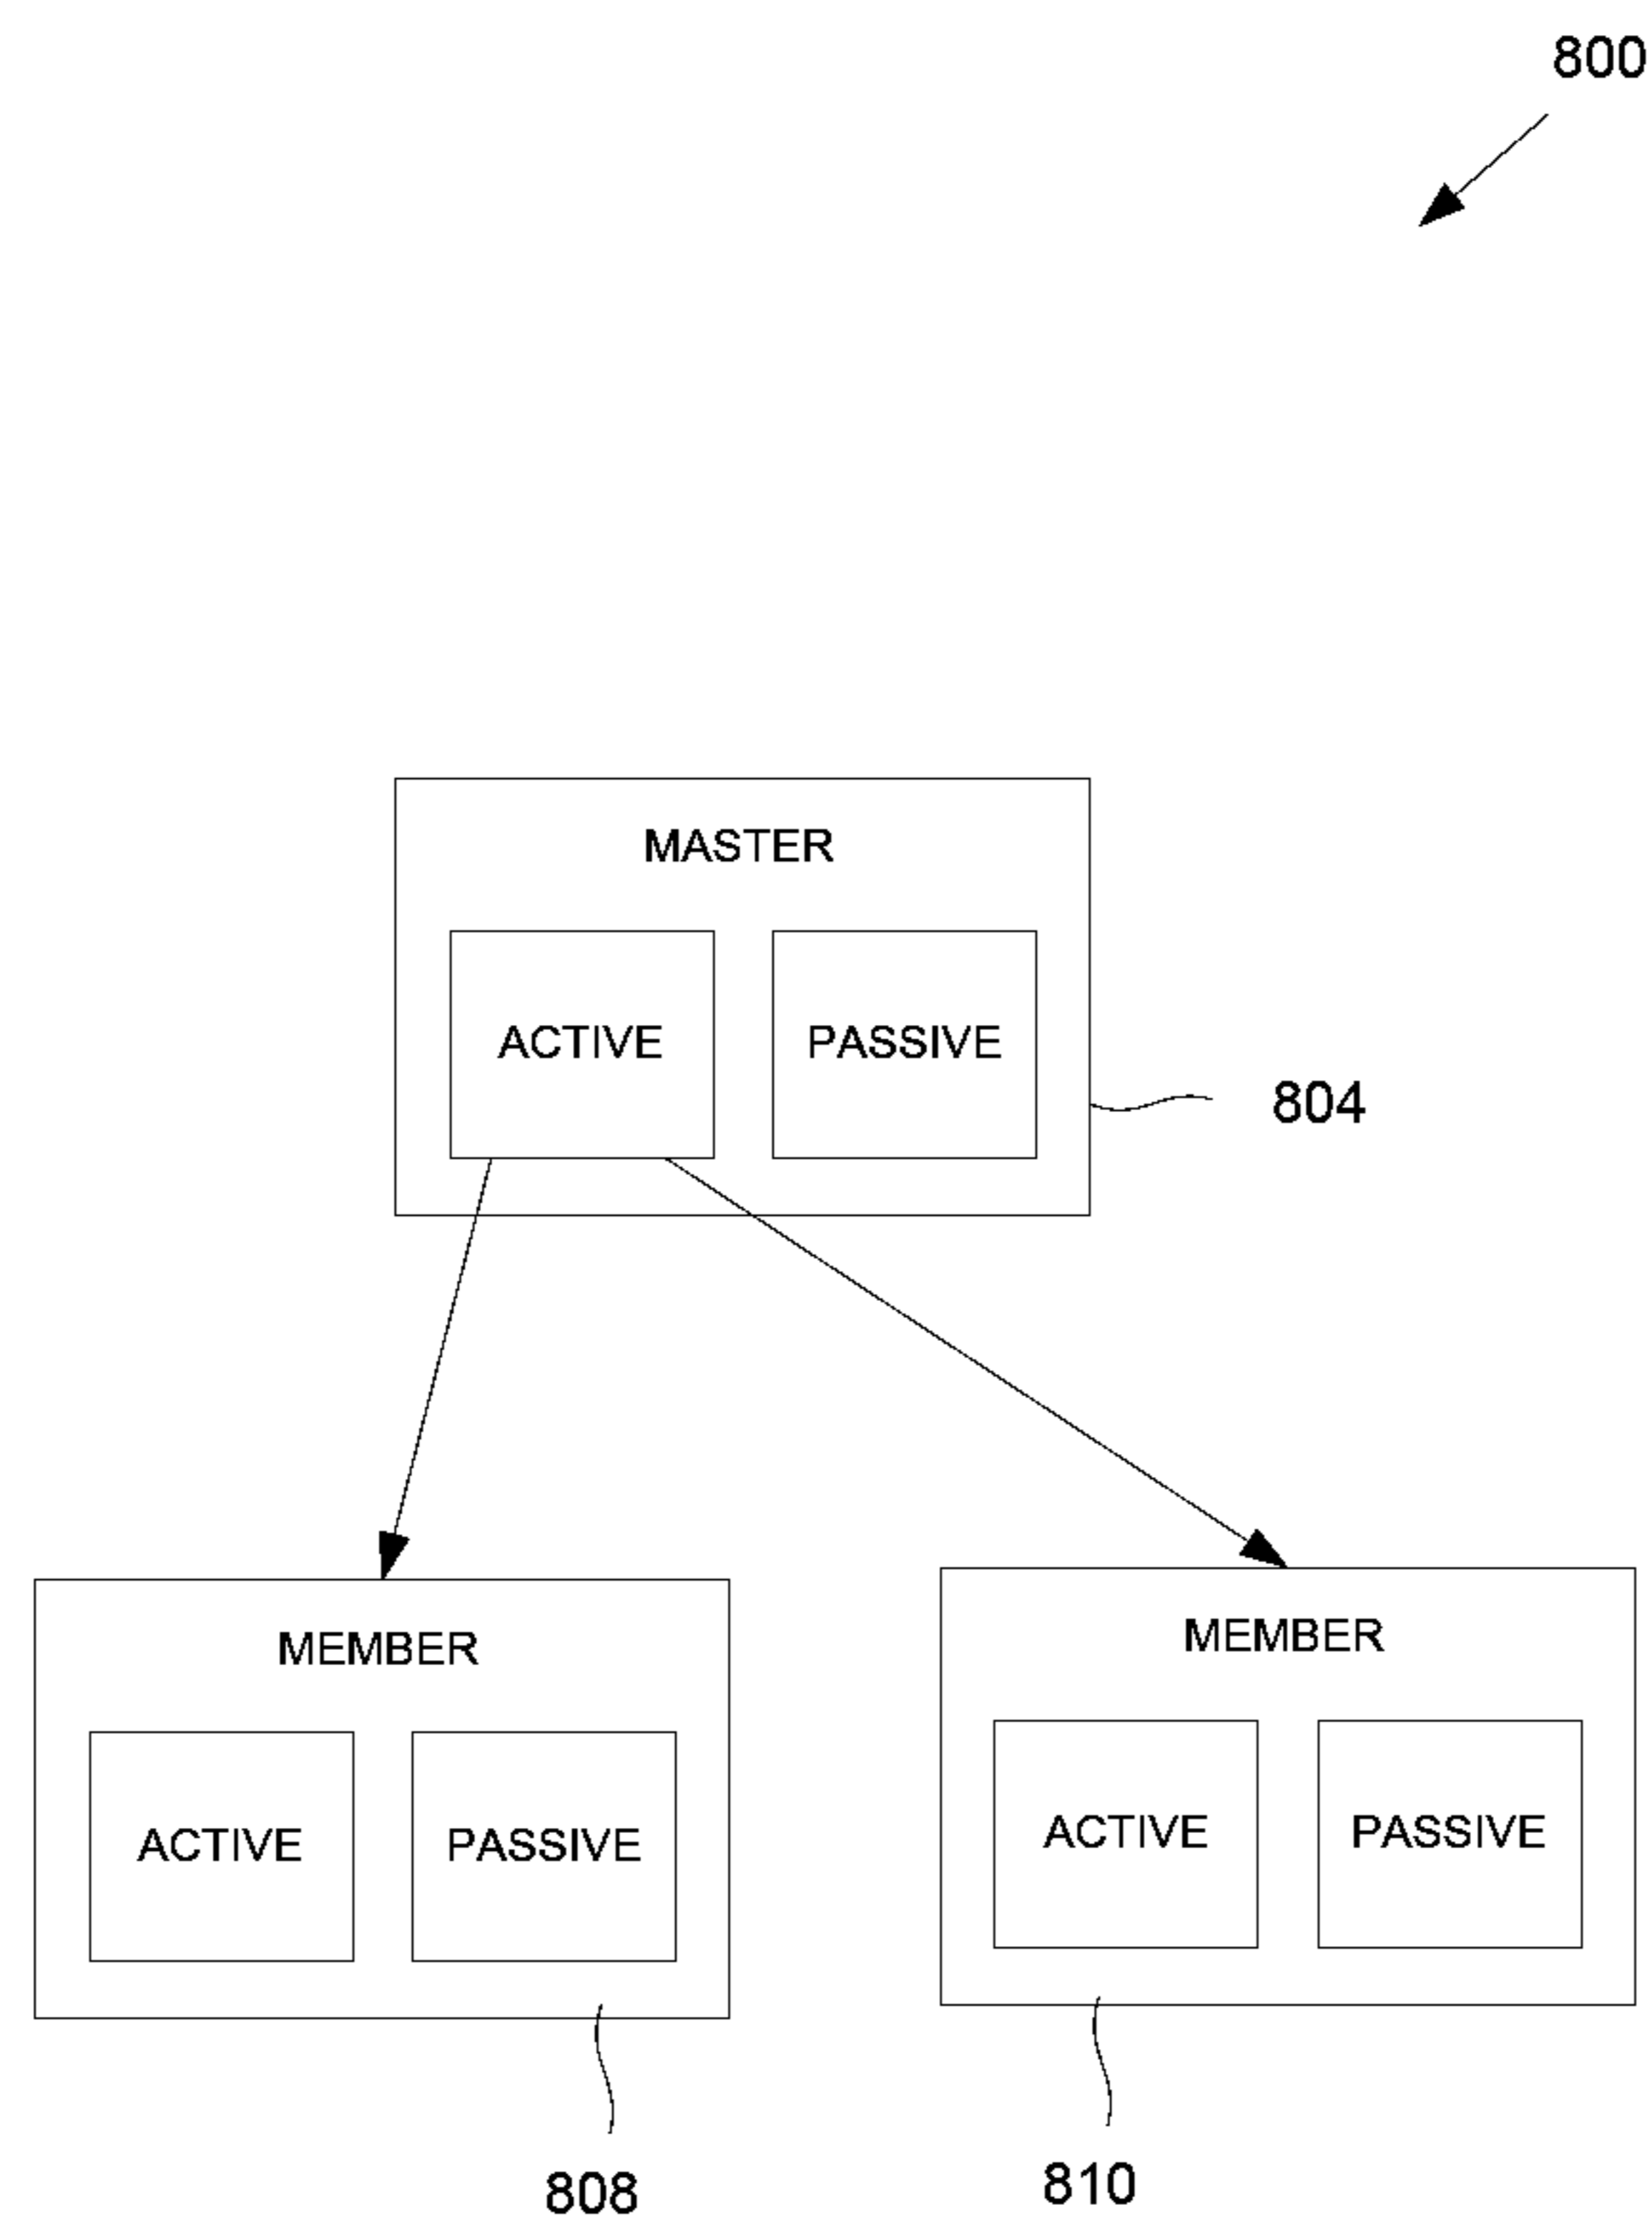 800
MASTER
ACTIVE PASSIVE
804
MEMBER MEMBER
ACTIVE PASSIVE ACTIVE PASSIVE
808 810